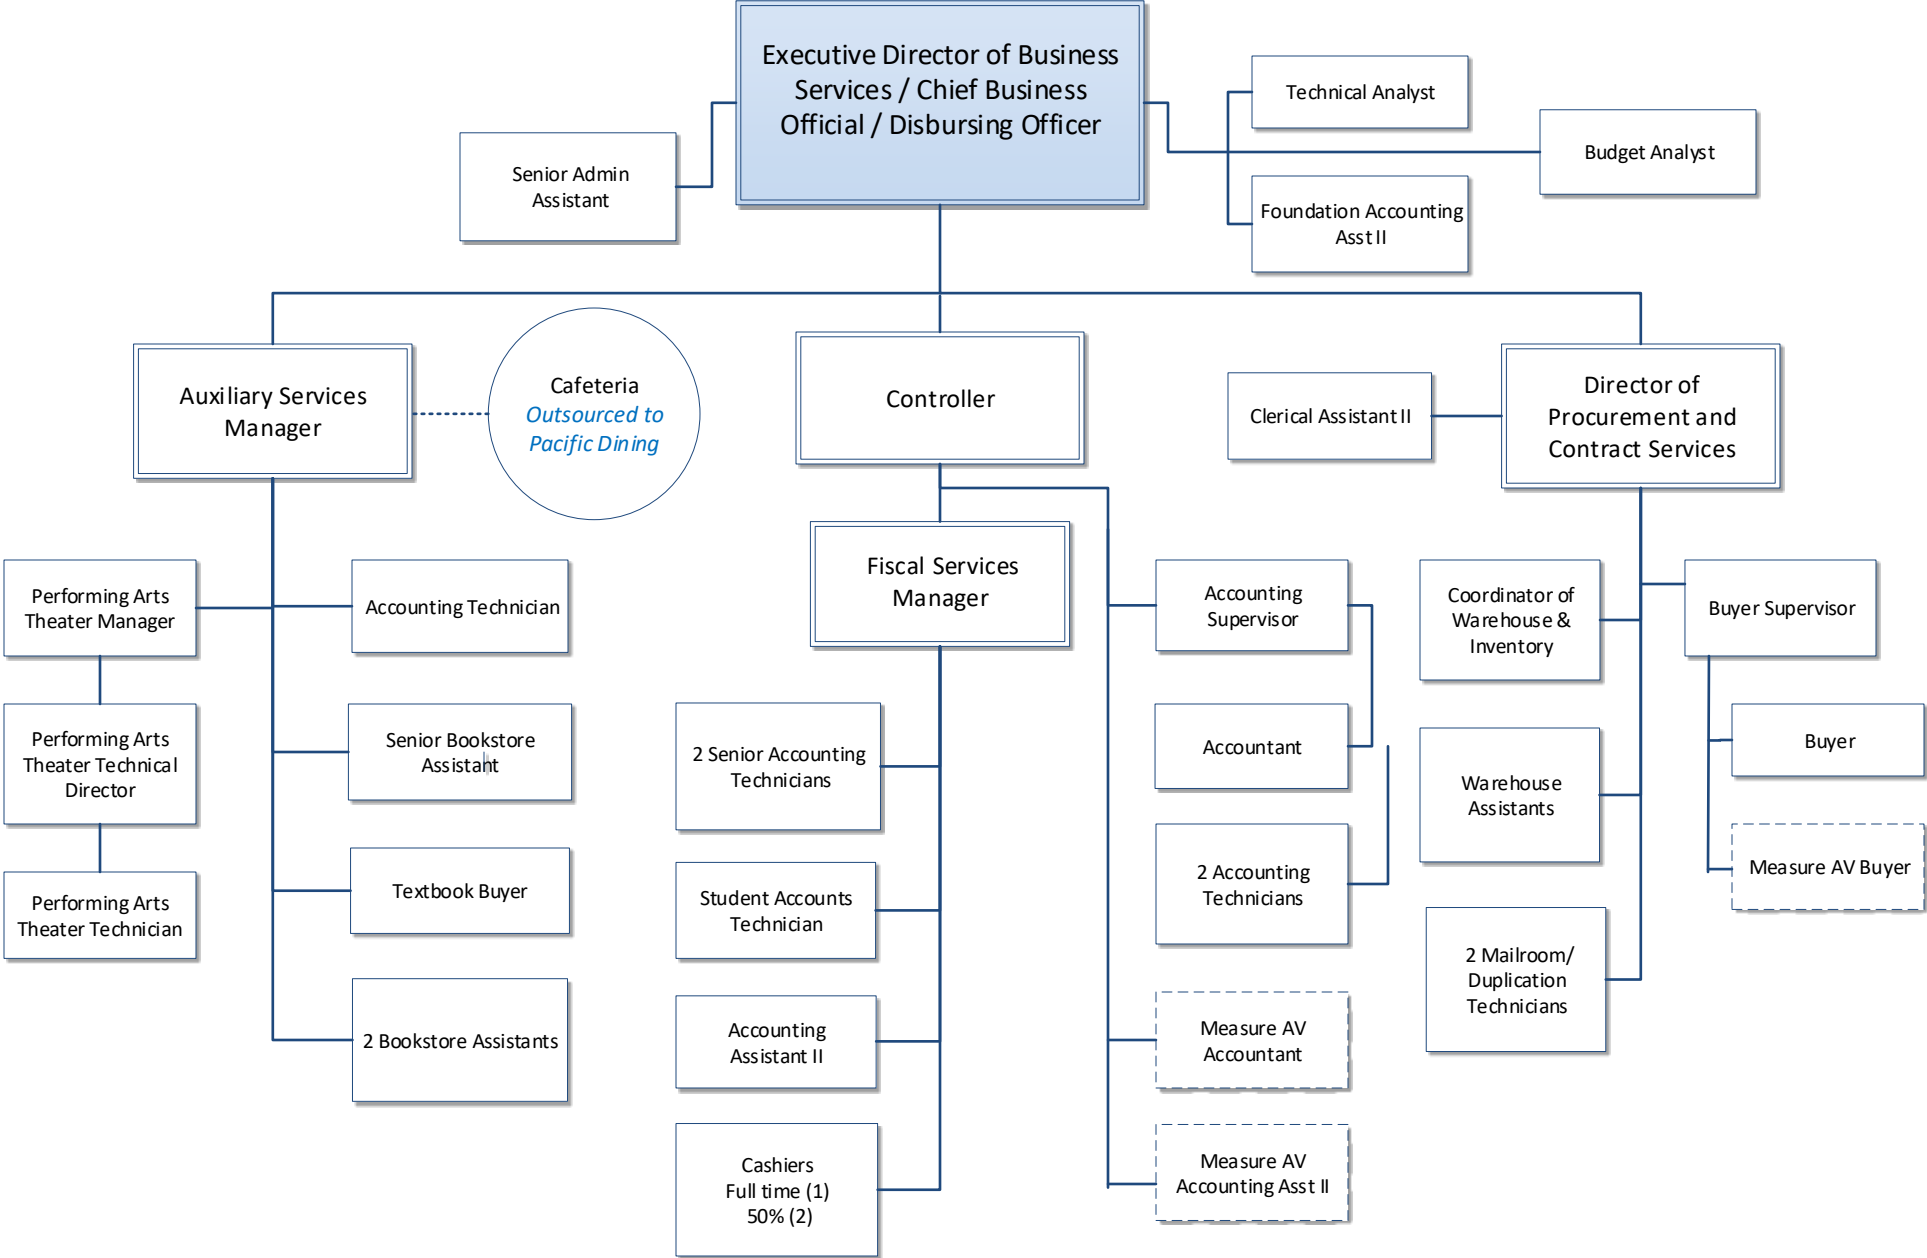 Executive Director of Business
Services / Chief Business
Official / Disbursing Officer
Technical Analyst
Budget Analyst
Senior Admin
Assistant
Foundation Accounting
Asst II
Auxiliary Services
Manager
Cafeteria
Outsourced to
Pacific Dining
Controller
Clerical Assistant II
Director of
Procurement and
Contract Services
Performing Arts
Theater Manager
Accounting Technician
Fiscal Services
Manager
Accounting
Supervisor
Coordinator of
Warehouse &
Inventory
Buyer Supervisor
Performing Arts
Theater Technical
Director
Senior Bookstore
Assistant
2 Senior Accounting
Technicians
Accountant
Warehouse
Assistants
Buyer
Performing Arts
Theater Technician
Textbook Buyer
Student Accounts
Technician
2 Accounting
Technicians
Measure AV Buyer
2 Bookstore Assistants
Accounting
Assistant II
Measure AV
Accountant
2 Mailroom/
Duplication
Technicians
Cashiers
Full time (1)
50% (2)
Measure AV
Accounting Asst II